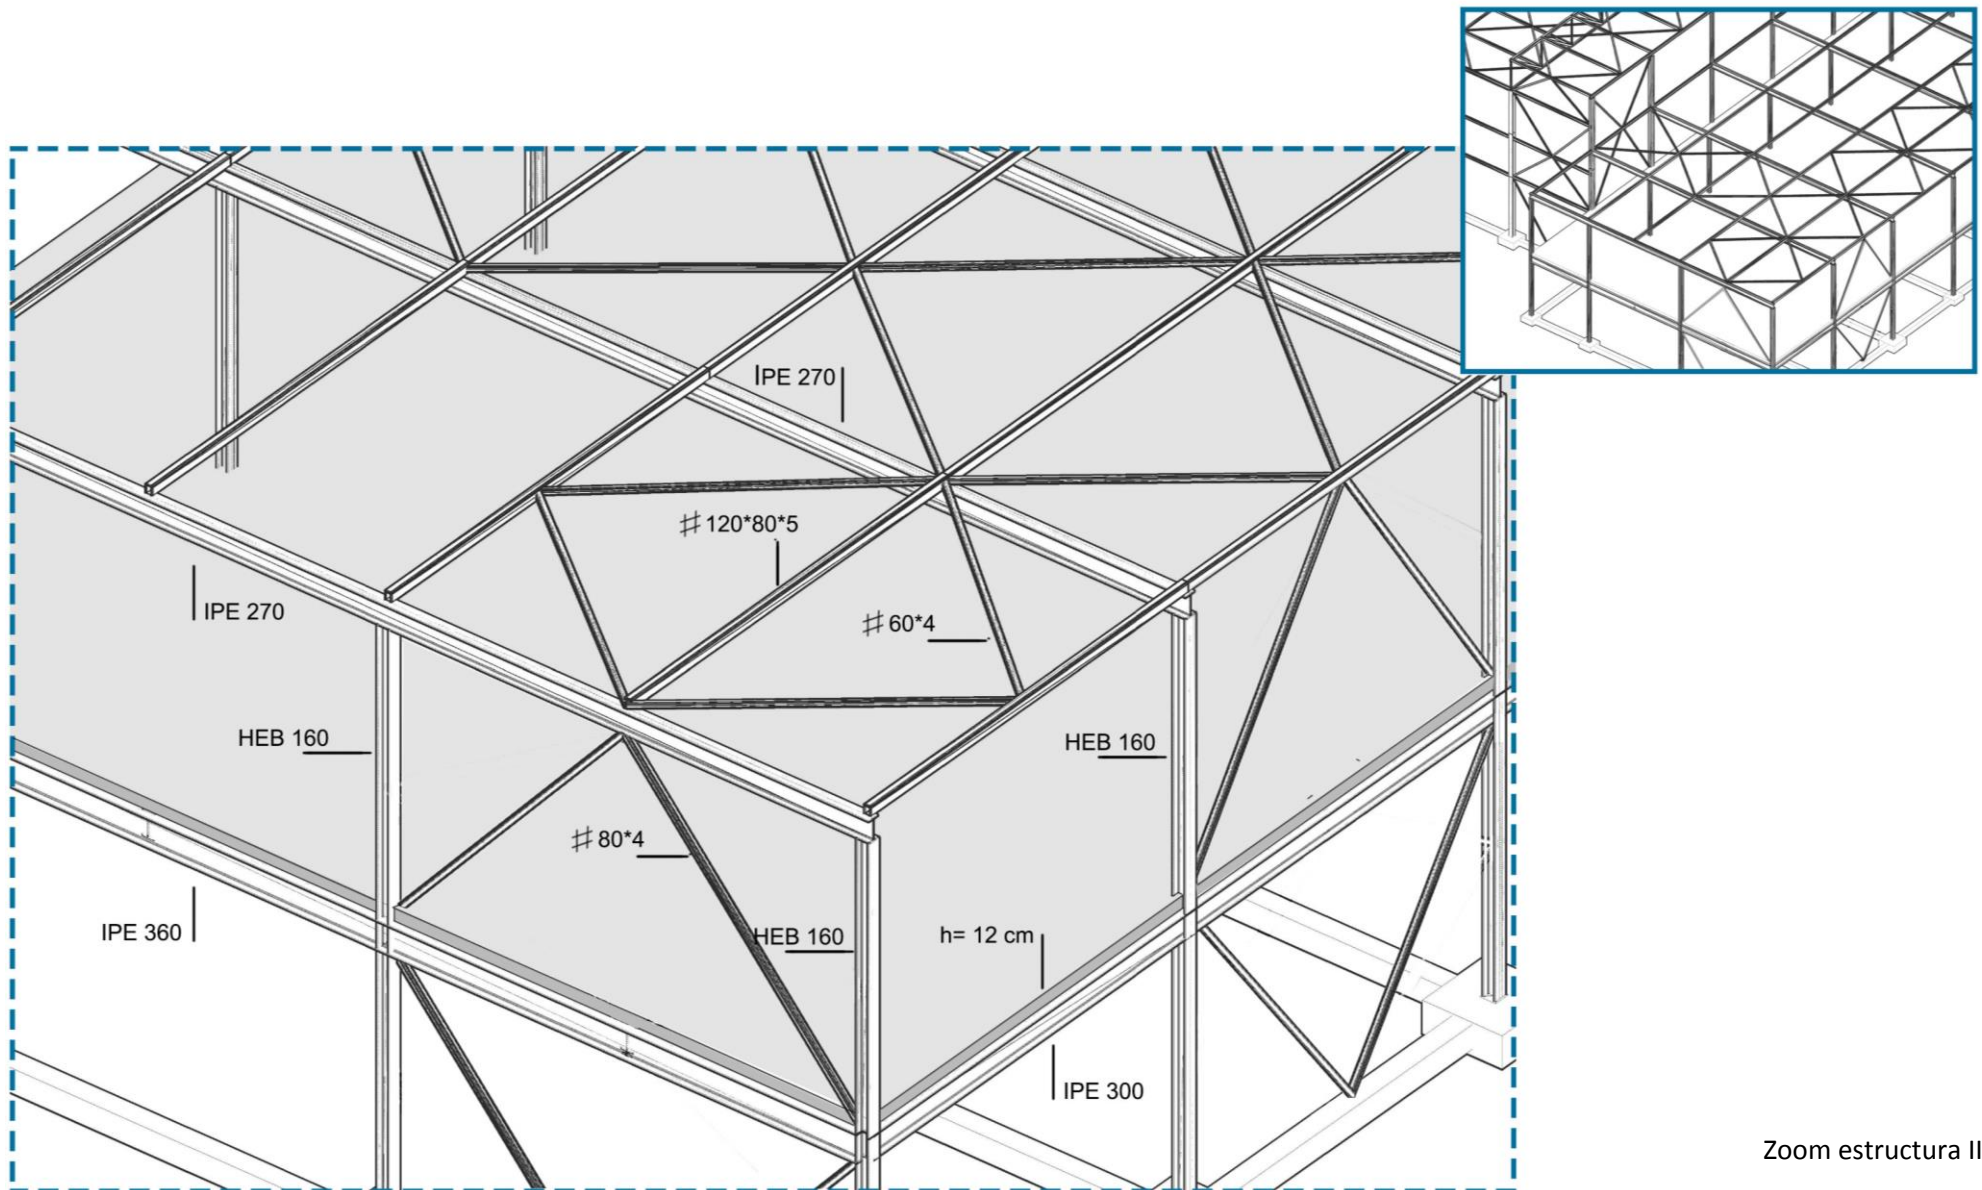 IPE 270
⌗ 120*80*5
IPE 270
⌗ 60*4
HEB 160
HEB 160
⌗ 80*4
IPE 360
HEB 160
h= 12 cm
IPE 300
Zoom estructura II